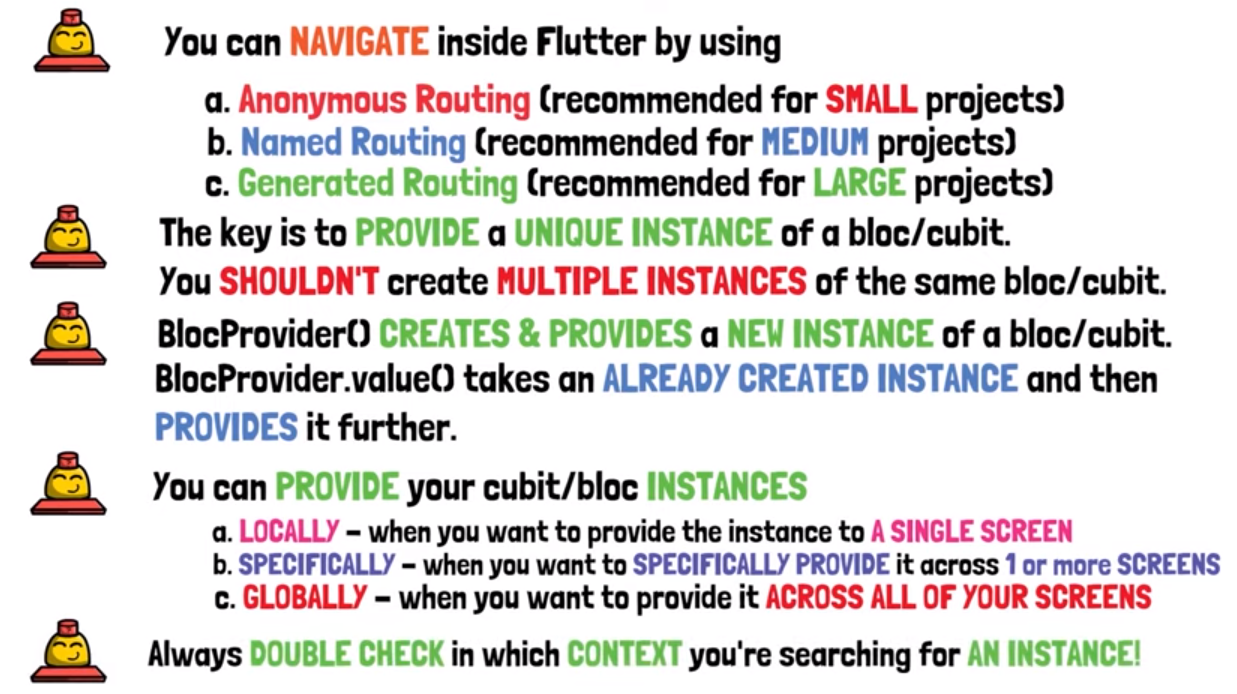 You can NAVIGATE inside Flutter by using
a. Anonymous Routing (recommended for SMALL projects)
b. Named Routing (recommended for MEDIUM projects)
c. Generated Routing (recommended for LARGE projects)
The key is to PROVIDE a UNIQUE INSTANCE of a bloc/cubit.
You SHOULDN'T create MULTIPLE INSTANCES of the same bloc/cubit.
BlocProvider() CREATES & PROVIDES a NEW INSTANCE of a bloc/cubit.
BlocProvider.value() takes an ALREADY CREATED INSTANCE and then
PROVIDES it further.
You can PROVIDE your cubit/bloc INSTANCES
a. LOCALLY – when you want to provide the instance to A SINGLE SCREEN
b. SPECIFICALLY – when you want to SPECIFICALLY PROVIDE it across 1 or more SCREENS
c. GLOBALLY – when you want to provide it ACROSS ALL OF YOUR SCREENS
Always DOUBLE CHECK in which CONTEXT you're searching for AN INSTANCE!